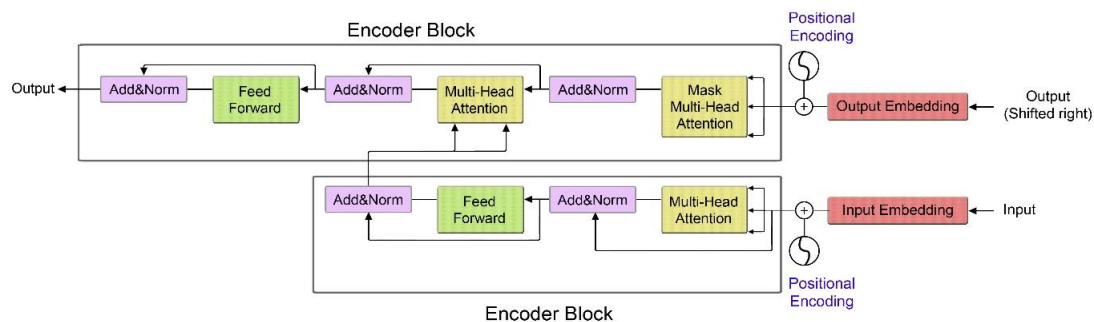 Encoder Block
Positional
Encoding
Output
Add&Norm
Feed
Forward
Add&Norm
Multi-Head
Attention
Add&Norm
Mask
Multi-Head
Attention
+
Output Embedding
Output
(Shifted right)
Add&Norm
Feed
Forward
Add&Norm
Multi-Head
Attention
+
Input Embedding
Input
Positional
Encoding
Encoder Block